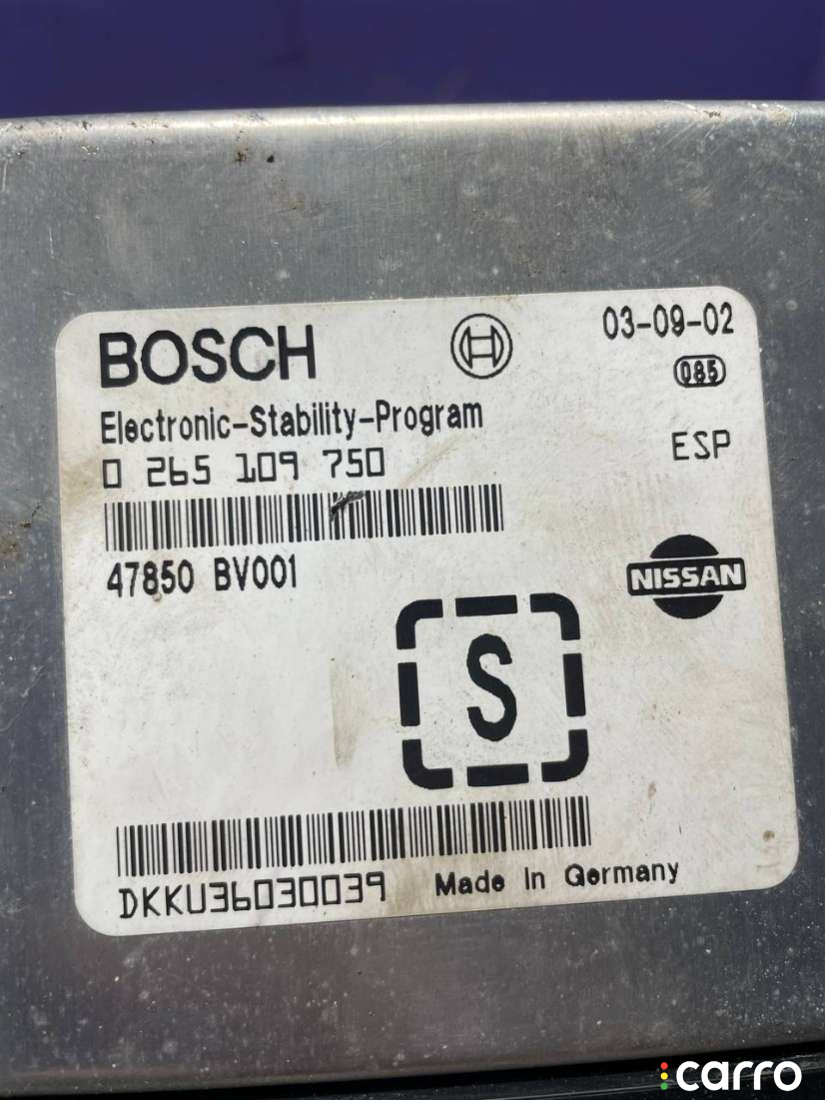 BOSCH
03-09-02
085
Electronic-Stability-Program
0 265 109 750
ESP
47850 BV001
NISSAN
S
DKKU36030039
Made In Germany
carro